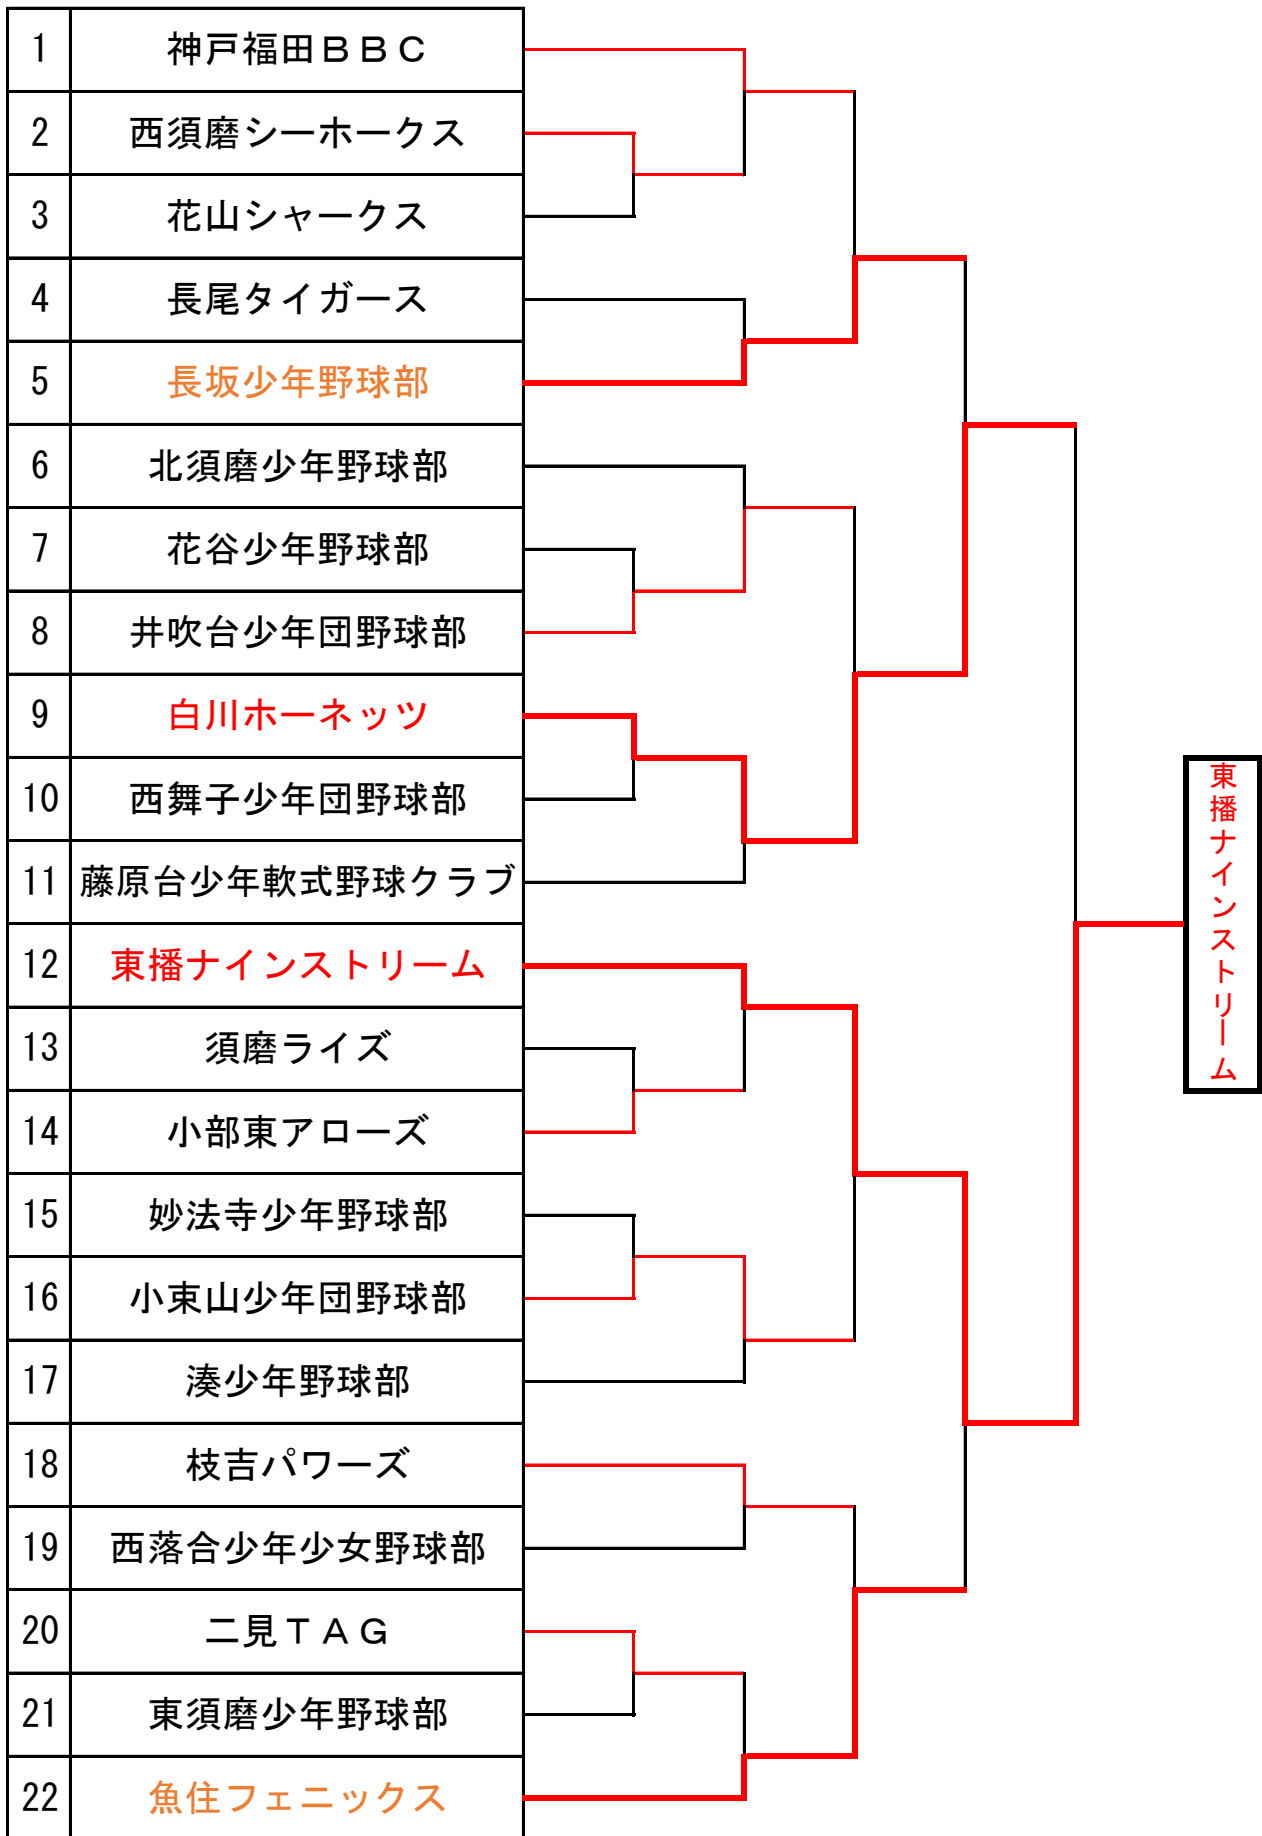 1 神戸福田ＢＢＣ
2 西須磨シーホークス
3 花山シャークス
4 長尾タイガース
5 長坂少年野球部
6 北須磨少年野球部
7 花谷少年野球部
8 井吹台少年団野球部
9 白川ホーネッツ
10 西舞子少年団野球部
11 藤原台少年軟式野球クラブ
12 東播ナインストリーム
13 須磨ライズ
14 小部東アローズ
15 妙法寺少年野球部
16 小束山少年団野球部
17 湊少年野球部
18 枝吉パワーズ
19 西落合少年少女野球部
20 二見ＴＡＧ
21 東須磨少年野球部
22 魚住フェニックス
東播ナインストリーム